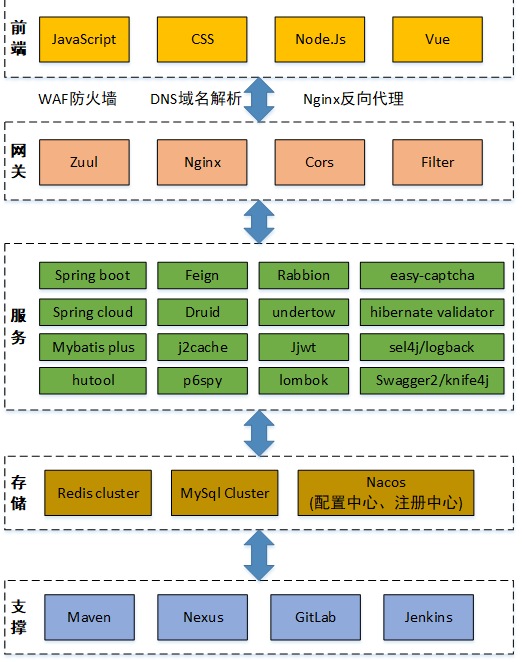 前端
JavaScript
CSS
Node.Js
Vue
WAF防火墙
DNS域名解析
Nginx反向代理
网关
Zuul
Nginx
Cors
Filter
服务
Spring boot
Feign
Rabbion
easy-captcha
Spring cloud
Druid
undertow
hibernate validator
Mybatis plus
j2cache
Jjwt
sel4j/logback
hutool
p6spy
lombok
Swagger2/knife4j
存储
Redis cluster
MySql Cluster
Nacos
(配置中心、注册中心)
支撑
Maven
Nexus
GitLab
Jenkins